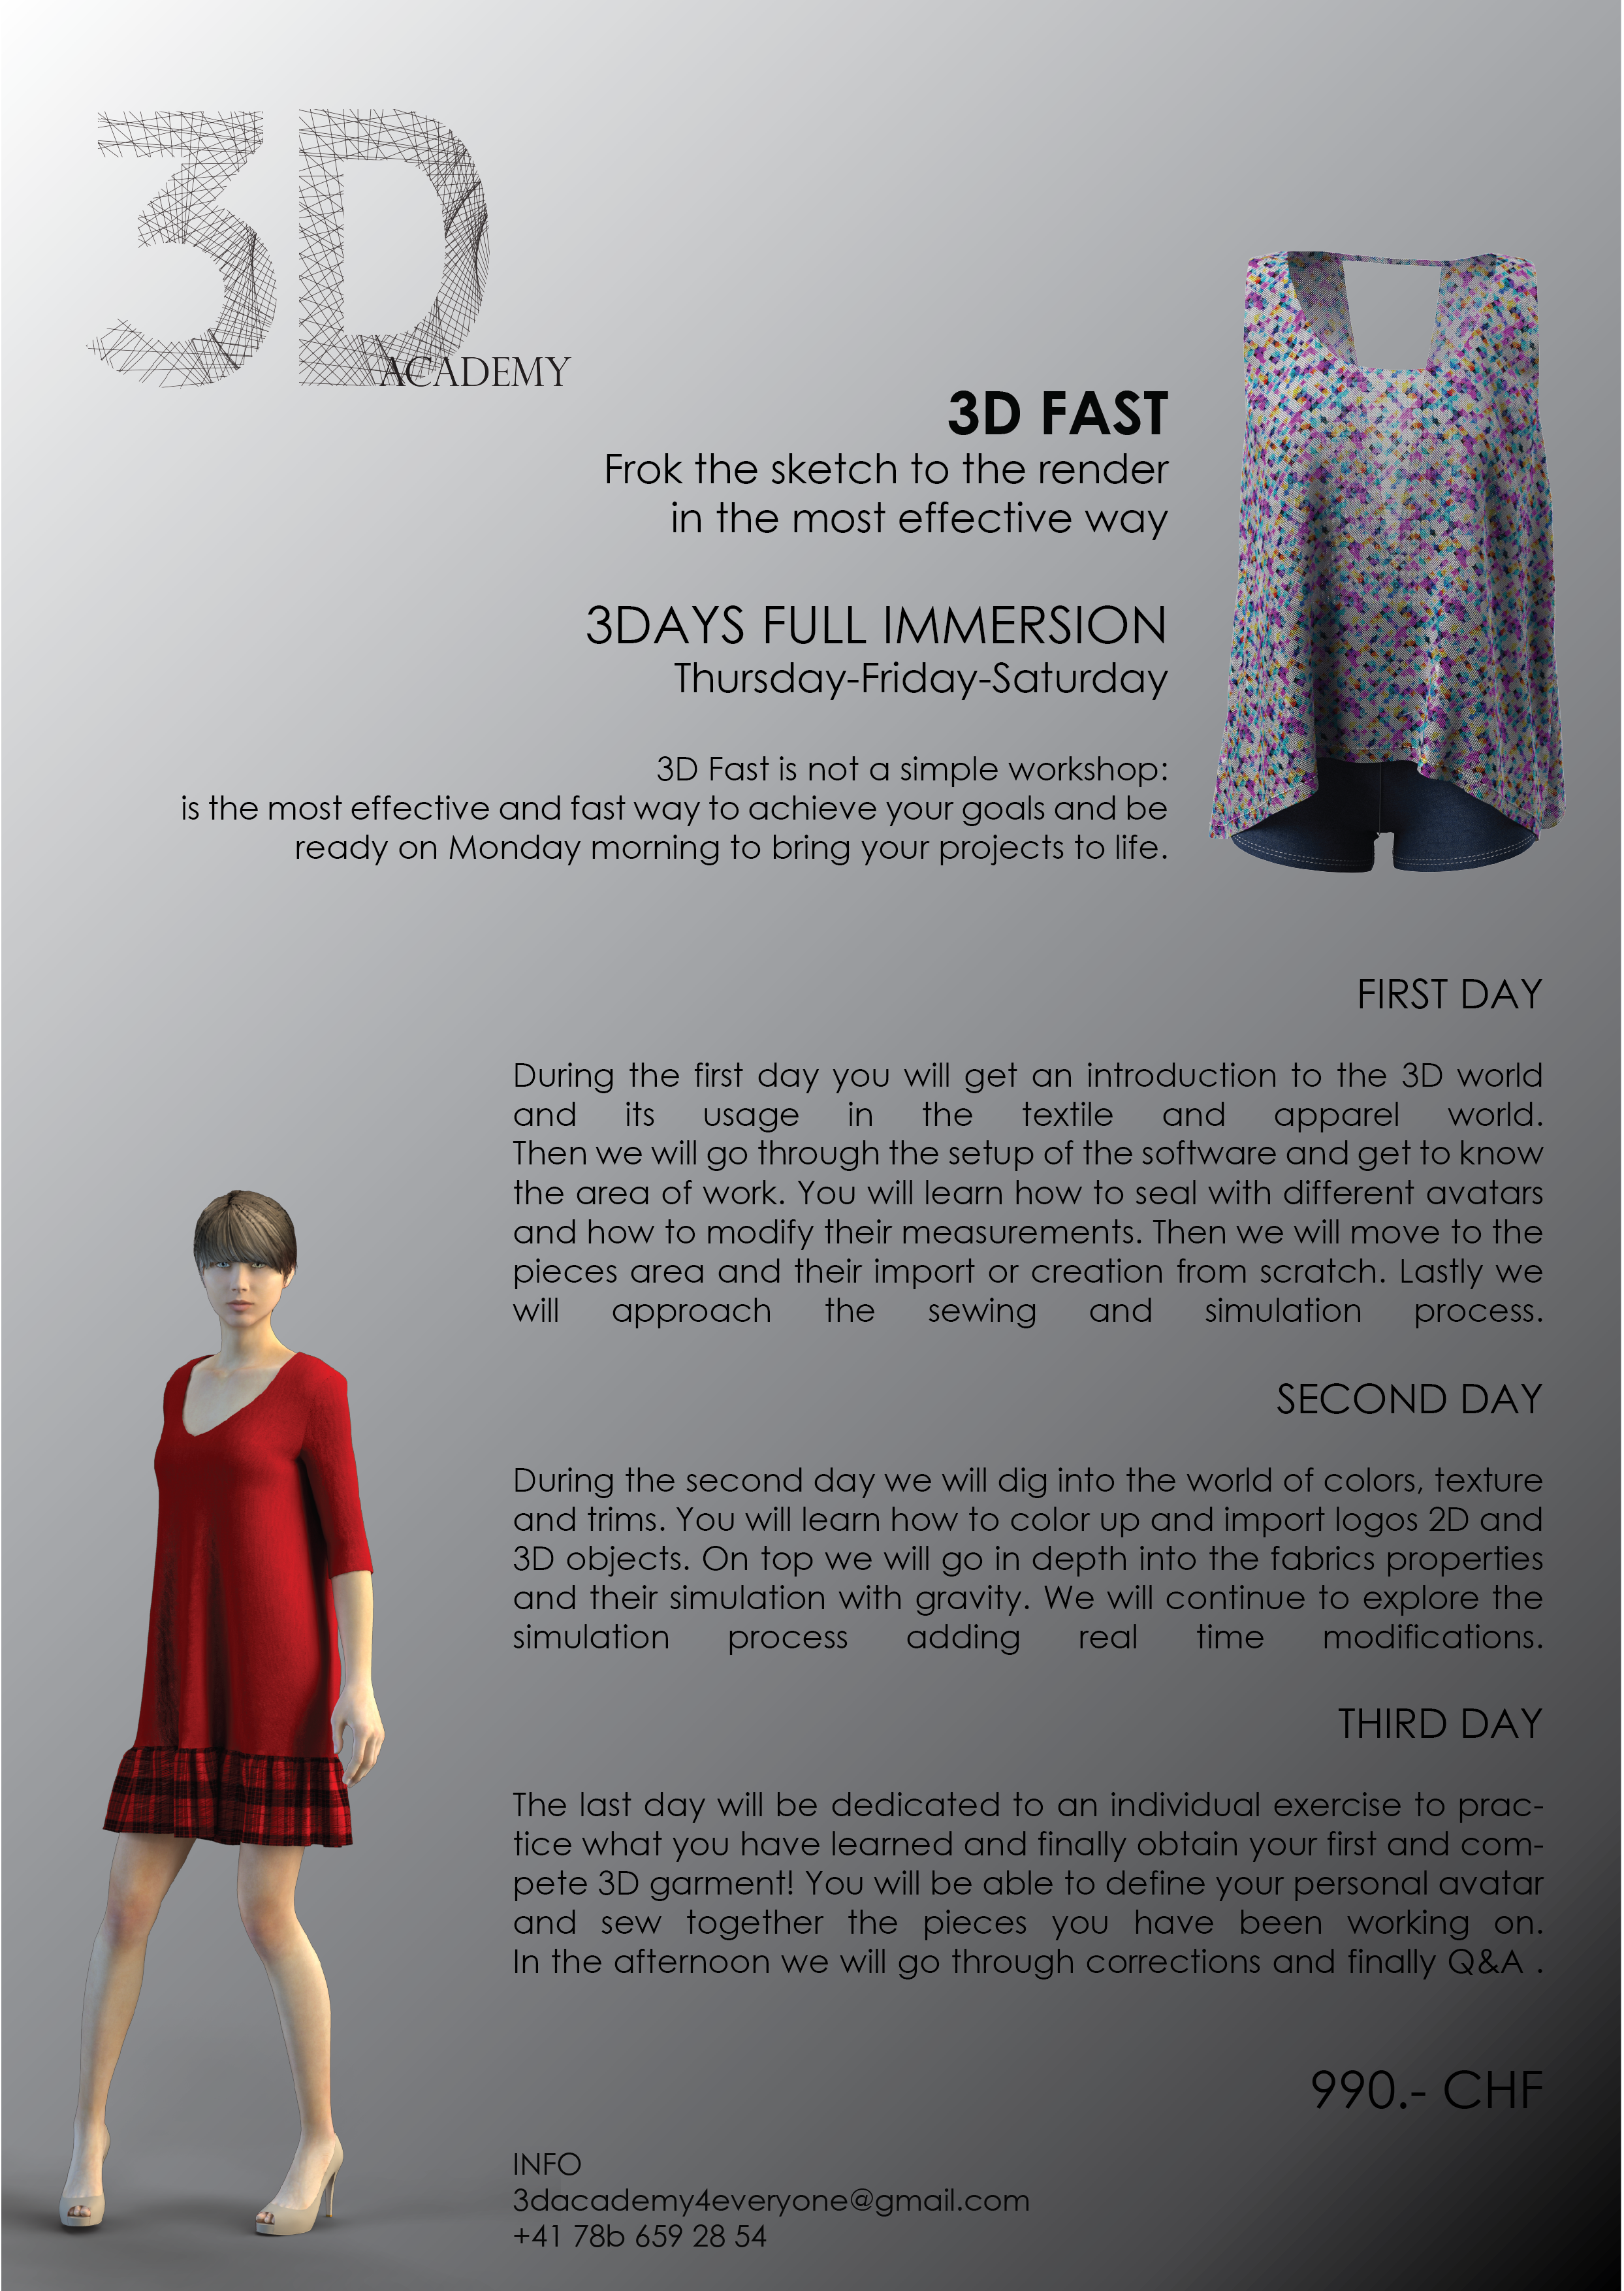 3D
ACADEMY
3D FAST
Frok the sketch to the render
in the most effective way
3DAYS FULL IMMERSION
Thursday-Friday-Saturday
3D Fast is not a simple workshop:
is the most effective and fast way to achieve your goals and be
ready on Monday morning to bring your projects to life.
FIRST DAY
During the first day you will get an introduction to the 3D world
and its usage in the textile and apparel world.
Then we will go through the setup of the software and get to know
the area of work. You will learn how to seal with different avatars
and how to modify their measurements. Then we will move to the
pieces area and their import or creation from scratch. Lastly we
will approach the sewing and simulation process.
SECOND DAY
During the second day we will dig into the world of colors, texture
and trims. You will learn how to color up and import logos 2D and
3D objects. On top we will go in depth into the fabrics properties
and their simulation with gravity. We will continue to explore the
simulation process adding real time modifications.
THIRD DAY
The last day will be dedicated to an individual exercise to prac-
tice what you have learned and finally obtain your first and com-
pete 3D garment! You will be able to define your personal avatar
and sew together the pieces you have been working on.
In the afternoon we will go through corrections and finally Q&A .
990.- CHF
INFO
3dacademy4everyone@gmail.com
+41 78b 659 28 54